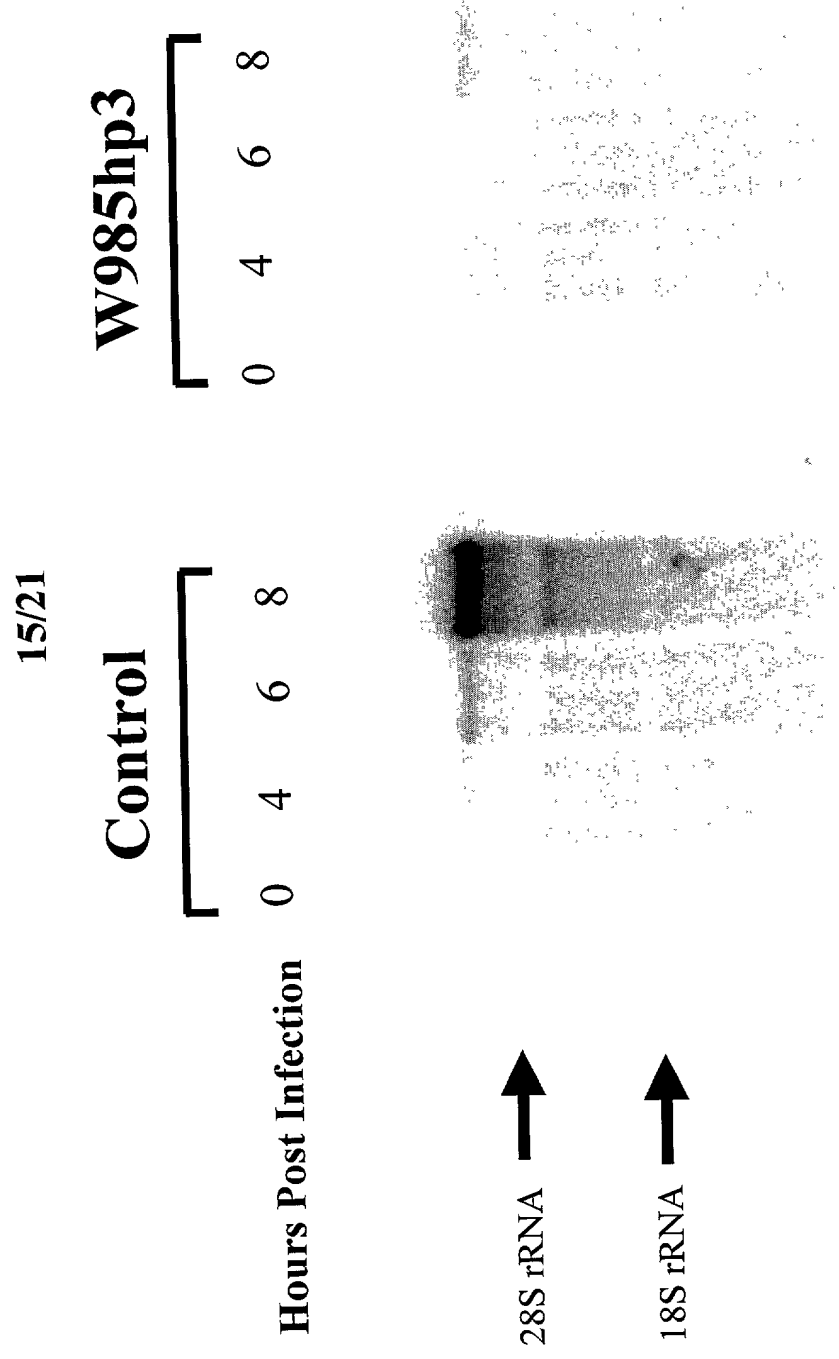 15/21
Control
W985hp3
Hours Post Infection
0 4 6 8
0 4 6 8
28S rRNA
18S rRNA